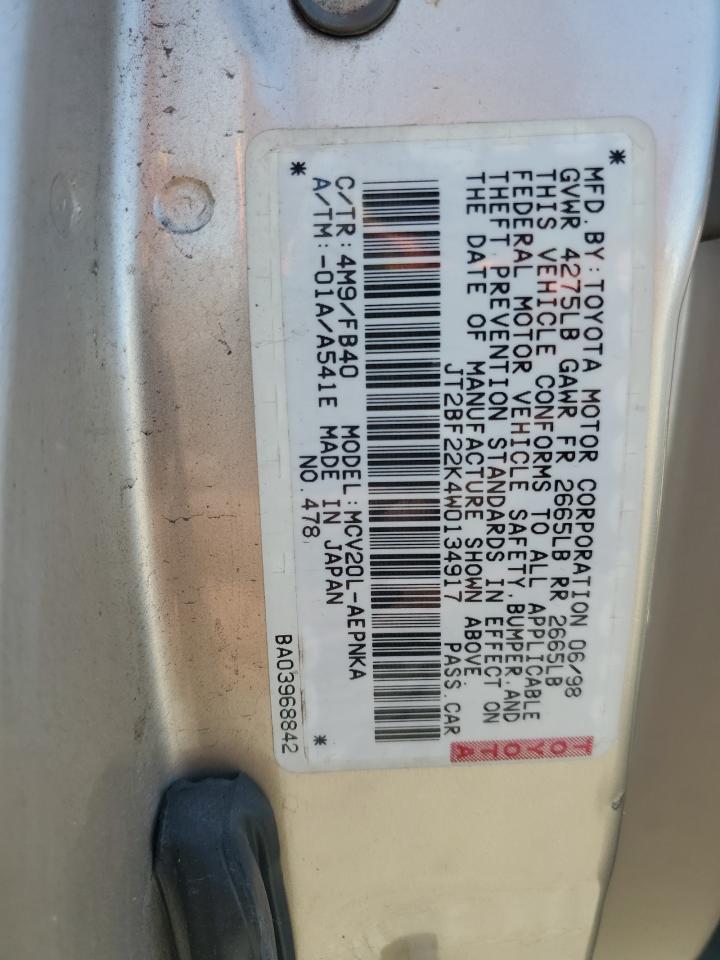 * MFD. BY: TOYOTA MOTOR CORPORATION 06/98
GVWR 4275LB GAWR FR 2665LB RR 2665LB
THIS VEHICLE CONFORMS TO ALL APPLICABLE
FEDERAL MOTOR VEHICLE SAFETY, BUMPER, AND
THEFT PREVENTION STANDARDS IN EFFECT ON
THE DATE OF MANUFACTURE SHOWN ABOVE.
JT2BF22K4W0134917 PASS. CAR
TOYOTA
C/TR: 4M9/FB40 MODEL: MCV20L-AEPNKA
A/TM: -01A/A541E MADE IN JAPAN
* NO. 478 *
BA03968842